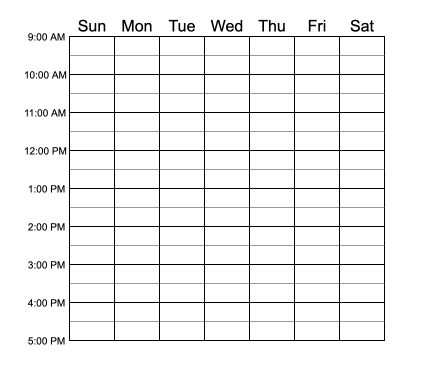 Sun Mon Tue Wed Thu Fri Sat
9:00 AM
10:00 AM
11:00 AM
12:00 PM
1:00 PM
2:00 PM
3:00 PM
4:00 PM
5:00 PM